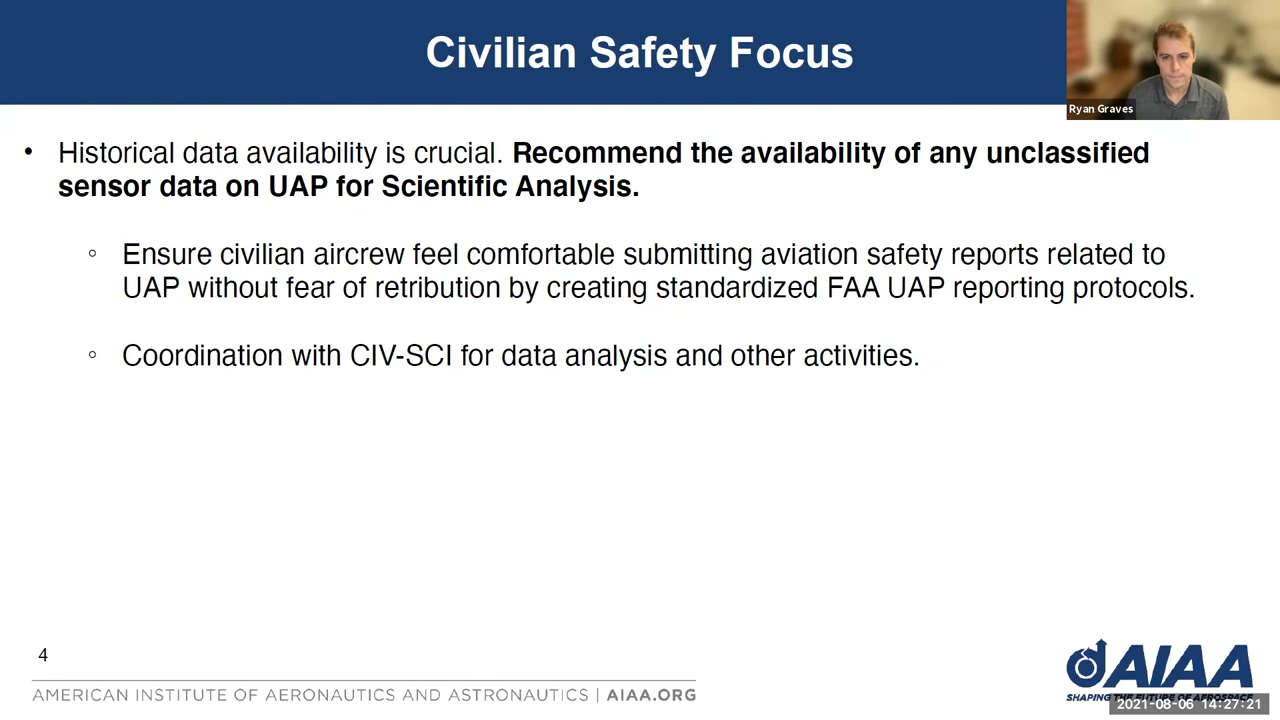 Civilian Safety Focus
Ryan Graves
• Historical data availability is crucial. Recommend the availability of any unclassified
sensor data on UAP for Scientific Analysis.
◦ Ensure civilian aircrew feel comfortable submitting aviation safety reports related to
UAP without fear of retribution by creating standardized FAA UAP reporting protocols.
◦ Coordination with CIV-SCI for data analysis and other activities.
4
AMERICAN INSTITUTE OF AERONAUTICS AND ASTRONAUTICS | AIAA.ORG
AIAA
SHAPING THE FUTURE OF AEROSPACE
2021-08-06 14:27:21